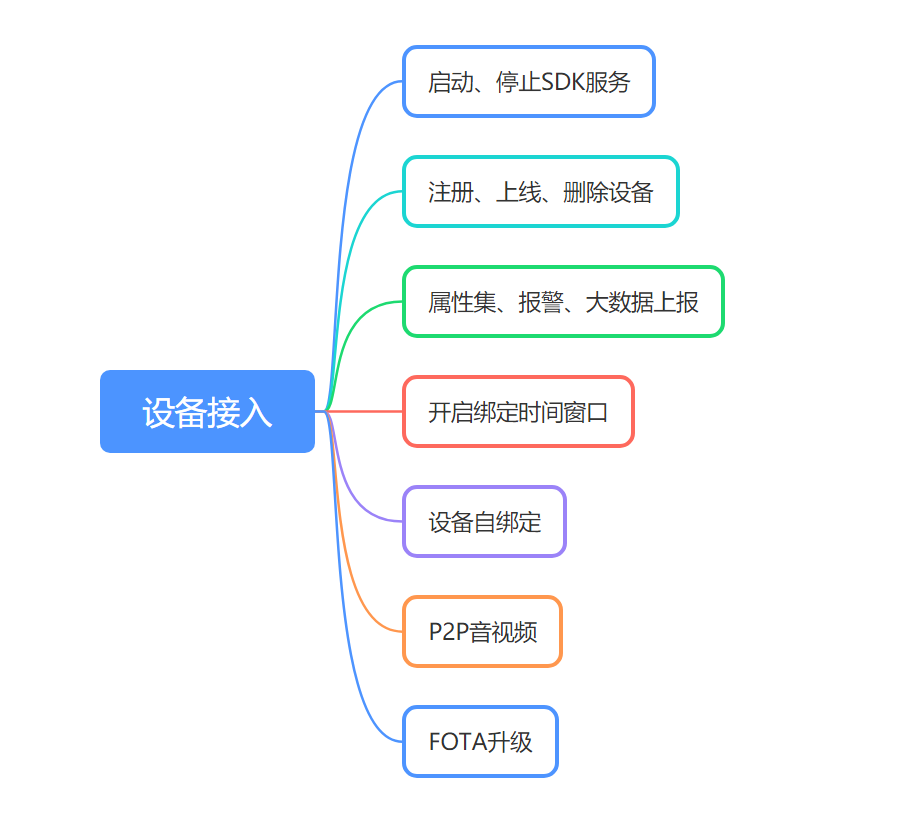 设备接入
启动、停止SDK服务
注册、上线、删除设备
属性集、报警、大数据上报
开启绑定时间窗口
设备自绑定
P2P音视频
FOTA升级